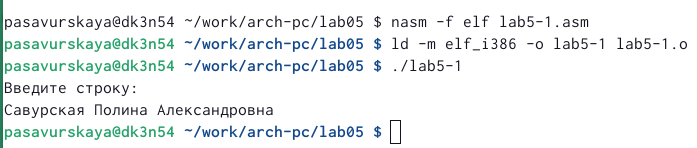 pasavurskaya@dk3n54 ~/work/arch-pc/lab05 $ nasm -f elf lab5-1.asm
pasavurskaya@dk3n54 ~/work/arch-pc/lab05 $ ld -m elf_i386 -o lab5-1 lab5-1.o
pasavurskaya@dk3n54 ~/work/arch-pc/lab05 $ ./lab5-1
Введите строку:
Савурская Полина Александровна
pasavurskaya@dk3n54 ~/work/arch-pc/lab05 $